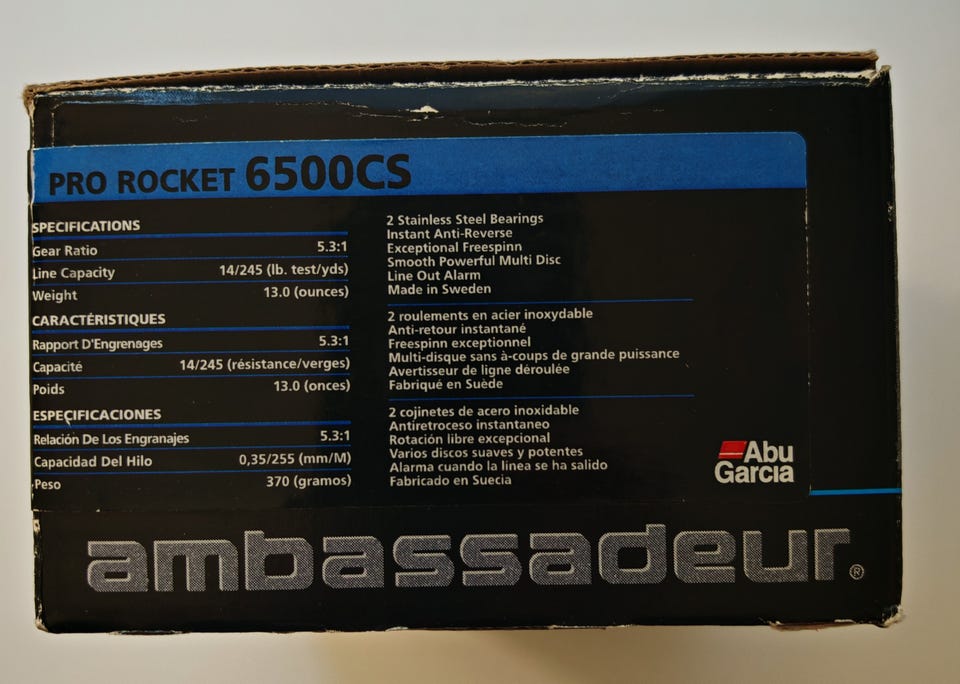 PRO ROCKET 6500CS
SPECIFICATIONS
Gear Ratio 5.3:1
Line Capacity 14/245 (lb. test/yds)
Weight 13.0 (ounces)
CARACTÉRISTIQUES
Rapport D'Engrenages 5.3:1
Capacité 14/245 (résistance/verges)
Poids 13.0 (onces)
ESPECIFICACIONES
Relación De Los Engranajes 5.3:1
Capacidad Del Hilo 0,35/255 (mm/M)
Peso 370 (gramos)
2 Stainless Steel Bearings
Instant Anti-Reverse
Exceptional Freespinn
Smooth Powerful Multi Disc
Line Out Alarm
Made in Sweden
2 roulements en acier inoxydable
Anti-retour instantané
Freespinn exceptionnel
Multi-disque sans à-coups de grande puissance
Avertisseur de ligne déroulée
Fabriqué en Suède
2 cojinetes de acero inoxidable
Antiretroceso instantaneo
Rotación libre excepcional
Varios discos suaves y potentes
Alarma cuando la linea se ha salido
Fabricado en Suecia
Abu
Garcia
ambassadeur®